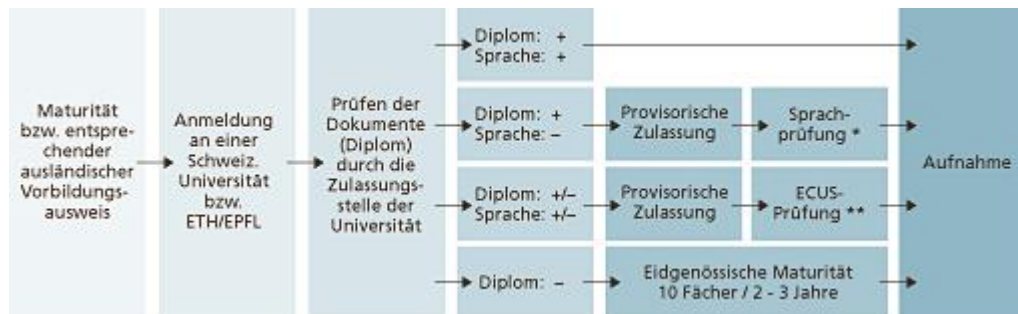 Maturität
bzw. entspre-
chender
ausländischer
Vorbildungs-
ausweis
Anmeldung
an einer
Schweiz.
Universität
bzw.
ETH/EPFL
Prüfen der
Dokumente
(Diplom)
durch die
Zulassungs-
stelle der
Universität
Diplom: +
Sprache: +
Diplom: +
Sprache: –
Provisorische
Zulassung
Sprach-
prüfung *
Diplom: +/–
Sprache: +/–
Provisorische
Zulassung
ECUS-
Prüfung **
Diplom: –
Eidgenössische Maturität
10 Fächer / 2 - 3 Jahre
Aufnahme